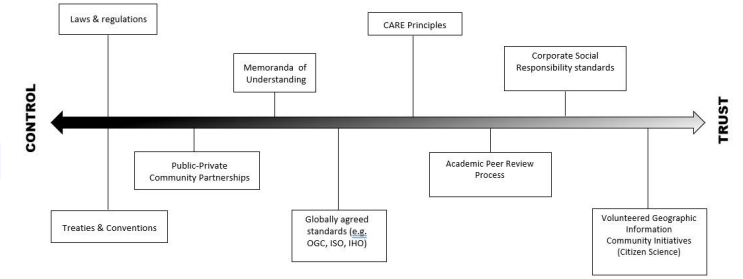 Laws & regulations
CARE Principles
Memoranda of
Understanding
Corporate Social
Responsibility standards
CONTROL
TRUST
Public-Private
Community Partnerships
Academic Peer Review
Process
Treaties & Conventions
Globally agreed
standards (e.g.
OGC, ISO, IHO)
Volunteered Geographic
Information
Community Initiatives
(Citizen Science)